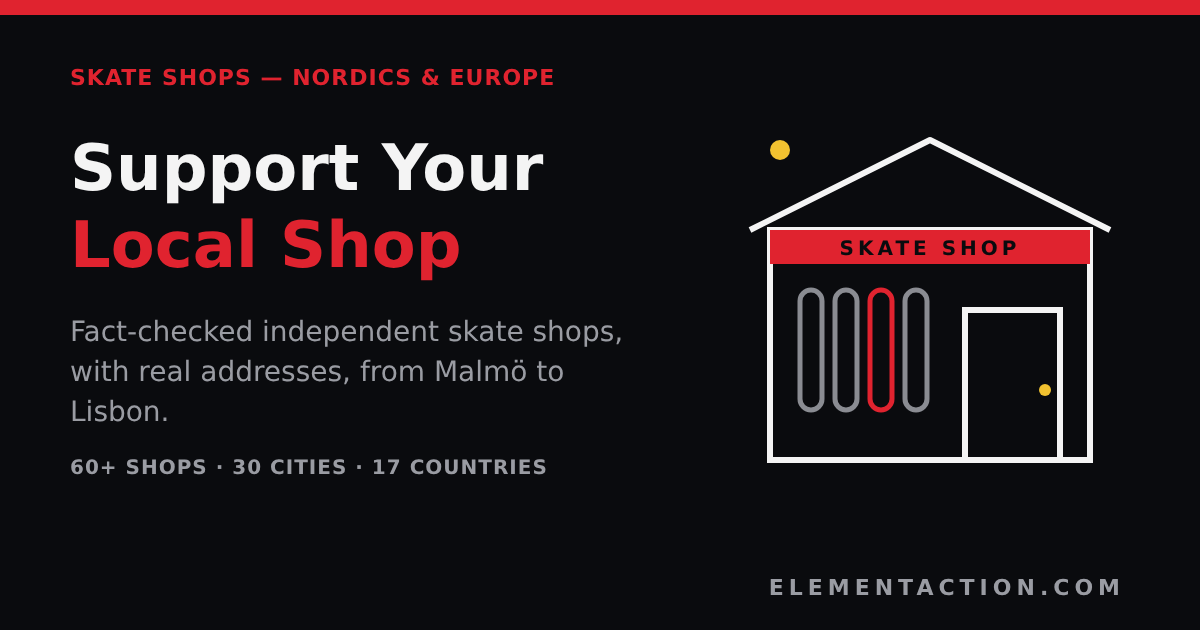 SKATE SHOPS — NORDICS & EUROPE
Support Your
Local Shop
Fact-checked independent skate shops,
with real addresses, from Malmö to
Lisbon.
60+ SHOPS · 30 CITIES · 17 COUNTRIES
SKATE SHOP
ELEMENTACTION.COM